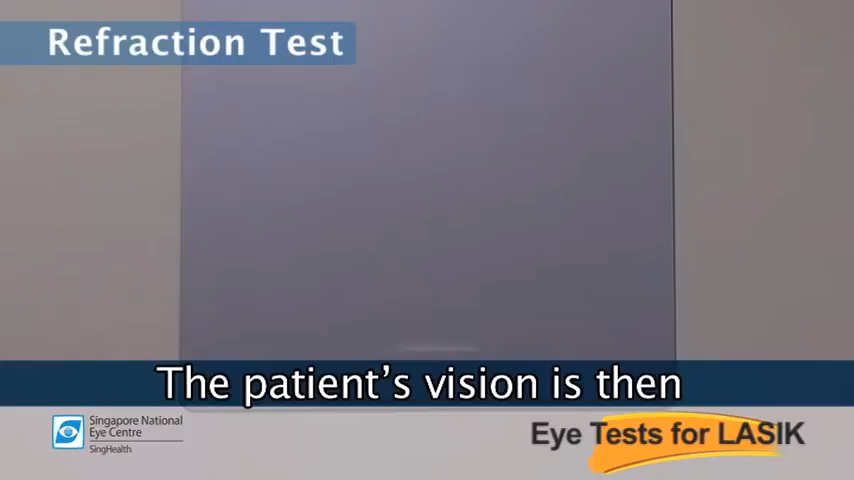 Refraction Test
The patient's vision is then
Singapore National
Eye Centre
SingHealth
Eye Tests for LASIK